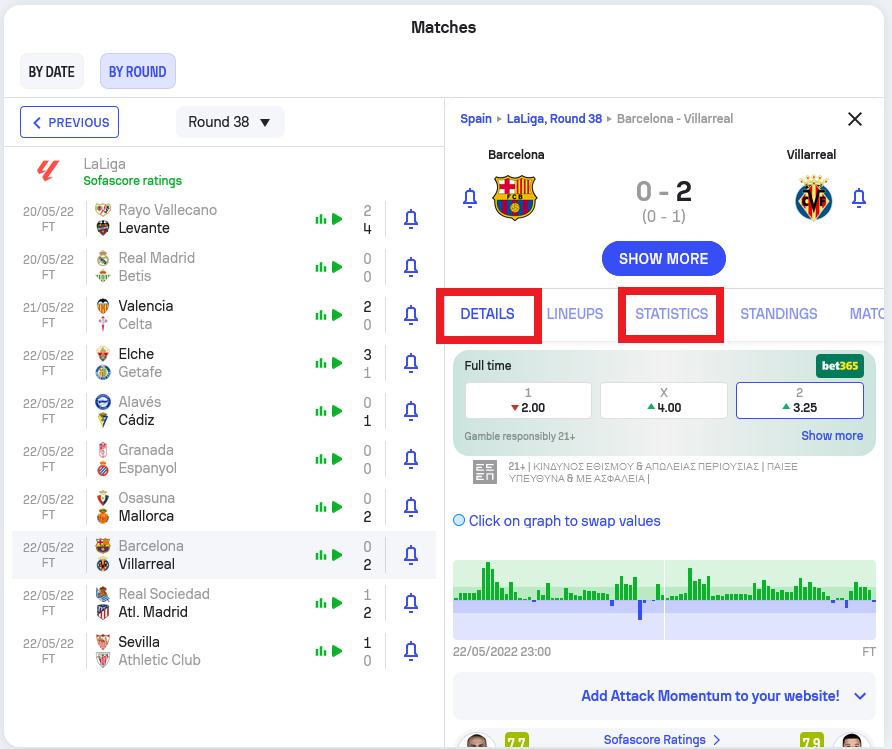 Matches
BY DATE
BY ROUND
PREVIOUS
Round 38
LaLiga
Sofascore ratings
20/05/22 Rayo Vallecano 2
FT Levante 4
20/05/22 Real Madrid 0
FT Betis 0
21/05/22 Valencia 2
FT Celta 0
22/05/22 Elche 3
FT Getafe 1
22/05/22 Alavés 0
FT Cádiz 1
22/05/22 Granada 0
FT Espanyol 0
22/05/22 Osasuna 0
FT Mallorca 2
22/05/22 Barcelona 0
FT Villarreal 2
22/05/22 Real Sociedad 1
FT Atl. Madrid 2
22/05/22 Sevilla 1
FT Athletic Club 0
Spain LaLiga, Round 38 Barcelona - Villarreal
Barcelona Villarreal
FCB
0 - 2
(0 - 1)
SHOW MORE
DETAILS LINEUPS STATISTICS STANDINGS MATC
Full time bet365
1 X 2
2.00 4.00 3.25
Gamble responsibly 21+ Show more
21+ | ΚΙΝΔΥΝΟΣ ΕΘΙΣΜΟΥ & ΑΠΩΛΕΙΑΣ ΠΕΡΙΟΥΣΙΑΣ | ΠΑΙΞΕ
ΥΠΕΥΘΥΝΑ & ΜΕ ΑΣΦΑΛΕΙΑ |
Click on graph to swap values
22/05/2022 23:00 FT
Add Attack Momentum to your website!
7.7 Sofascore Ratings 7.9